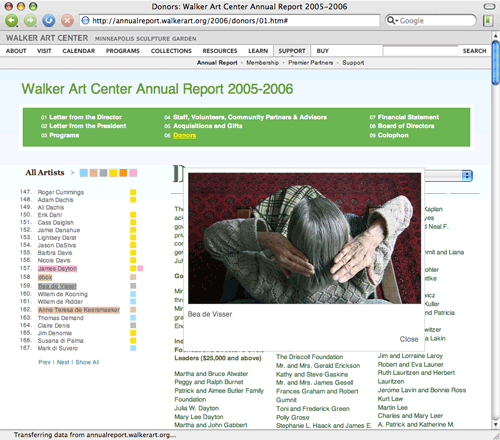 Donors: Walker Art Center Annual Report 2005-2006
http://annualreport.walkerart.org/2006/donors/01.htm#
Google
WALKER ART CENTER MINNEAPOLIS SCULPTURE GARDEN
ABOUT VISIT CALENDAR PROGRAMS COLLECTIONS RESOURCES LEARN SUPPORT BUY SEARCH
Annual Report Membership Premier Partners Support
Walker Art Center Annual Report 2005-2006
01 Letter from the Director
02 Letter from the President
03 Programs
04 Staff, Volunteers, Community Partners & Advisors
05 Acquisitions and Gifts
06 Donors
07 Financial Statement
08 Board of Directors
09 Colophon
All Artists >
147. Roger Cummings
148. Adam Dachis
149. Ali Dachis
150. Erik Dahl
151. Cass Dalglish
152. Jamie Danahue
153. Lightsey Darst
154. Jason DaSilva
155. Barbra Davis
156. Nicole Davis
157. James Dayton
158. dbox
159. Bea de Visser
160. Willem de Kooning
161. Willem de Ridder
162. Anne Teresa de Keersmaeker
163. Thomas Demand
164. Claire Denis
165. Jim Denomie
166. Susana di Palma
167. Mark di Suvero
Prev | Next | Show All
D
Bea de Visser
Close
Leaders ($25,000 and above)
Martha and Bruce Atwater
Peggy and Ralph Burnet
Patrick and Aimee Butler Family
Foundation
Julia W. Dayton
Mary Lee Dayton
Martha and John Gabbert
The Driscoll Foundation
Mr. and Mrs. Gerald Erickson
Kathy and Steve Gaskins
Mr. and Mrs. James Gesell
Frances Graham and Robert
Gumnit
Toni and Frederick Green
Polly Grose
Stephanie L. Haack and James E.
Kaplan
and Neal F.
mmit and Liana
Kohler
Kuller
Lakin
Jim and Lorraine Laroy
Robert and Eva Launer
Ruth Lauritzen and Herbert
Lauritzen
Jerome Lavin and Bonnie Ross
Kurt Law
Martin Lee
Charles and Mary Leer
M. A. Mortenson Company
Transferring data from annualreport.walkerart.org...